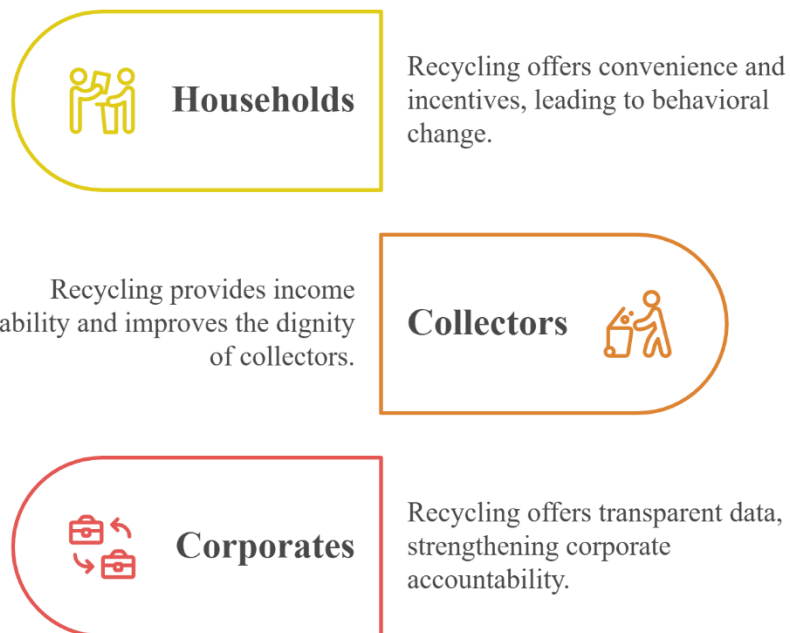 Households
Recycling offers convenience and
incentives, leading to behavioral
change.
Recycling provides income
ability and improves the dignity
of collectors.
Collectors
Corporates
Recycling offers transparent data,
strengthening corporate
accountability.